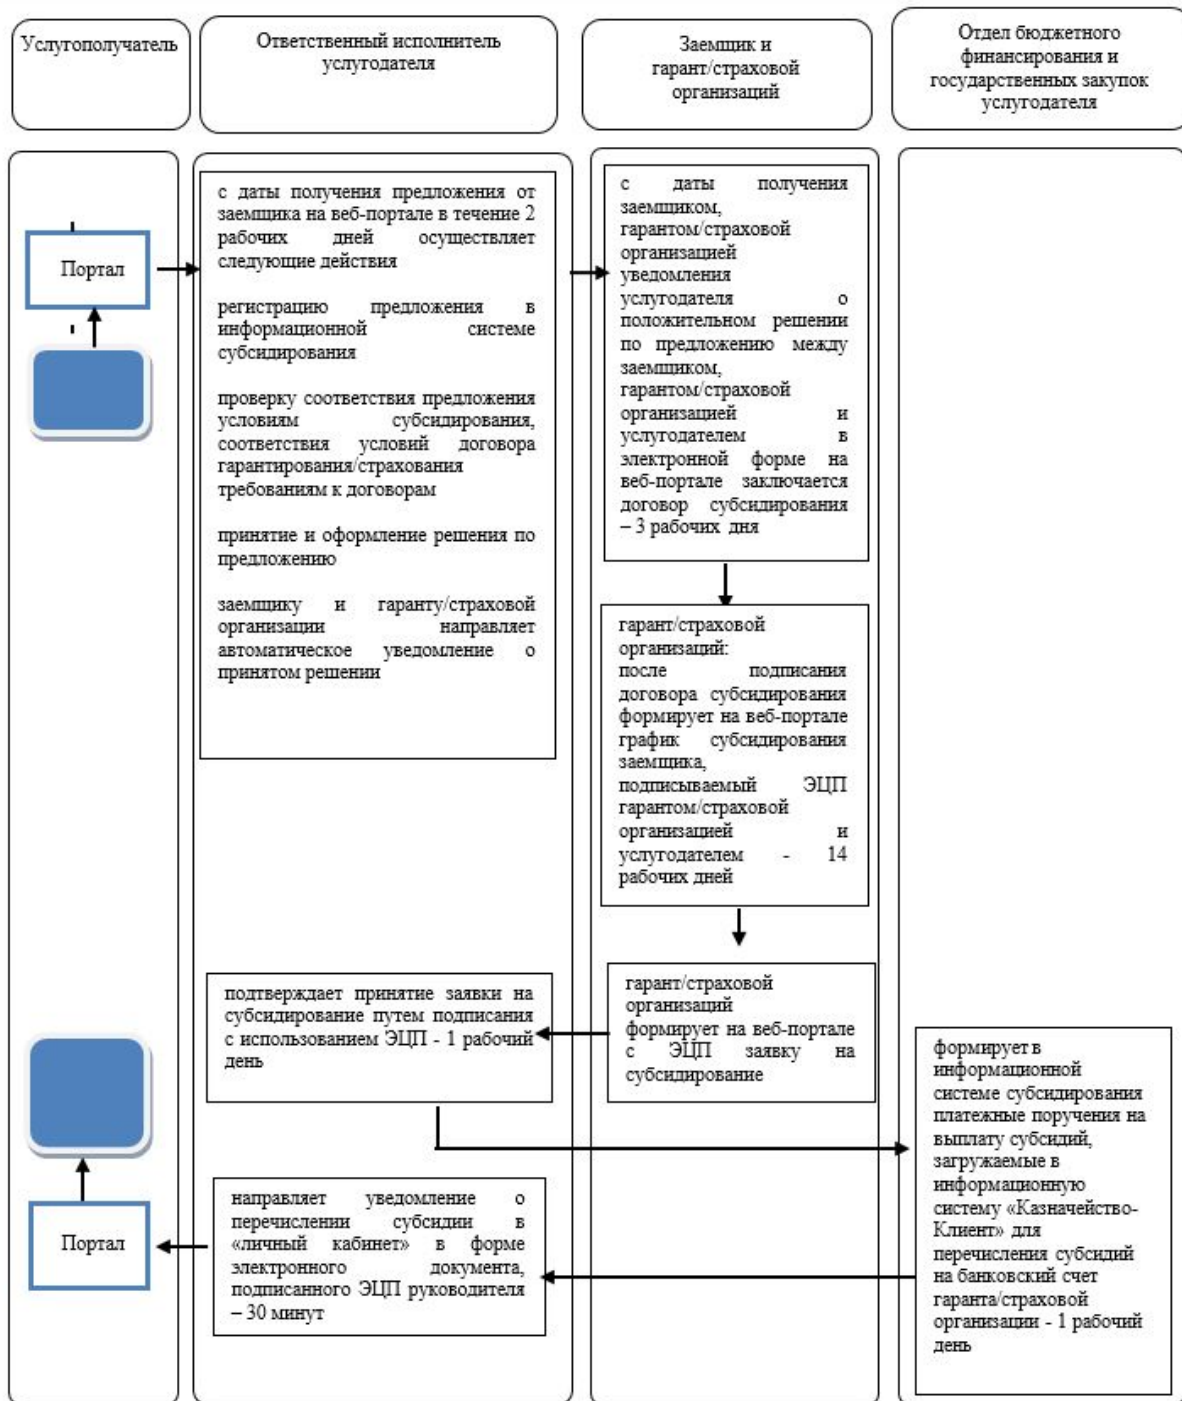 Услугополучатель
Ответственный исполнитель
услугодателя
Заемщик и
гарант/страховой
организаций
Отдел бюджетного
финансирования и
государственных закупок
услугодателя
Портал
с даты получения предложения от
заемщика на веб-портале в течение 2
рабочих дней осуществляет
следующие действия
регистрацию предложения в
информационной системе
субсидирования
проверку соответствия предложения
условиям субсидирования,
соответствия условий договора
гарантирования/страхования
требованиям к договорам
принятие и оформление решения по
предложению
заемщику и гаранту/страховой
организации направляет
автоматическое уведомление о
принятом решении
с даты получения
заемщиком,
гарантом/страховой
организацией
уведомления
услугодателя о
положительном решении
по предложению между
заемщиком,
гарантом/страховой
организацией и
услугодателем в
электронной форме на
веб-портале заключается
договор субсидирования
– 3 рабочих дня
гарант/страховой
организаций:
после подписания
договора субсидирования
формирует на веб-портале
график субсидирования
заемщика,
подписываемый ЭЦП
гарантом/страховой
организацией и
услугодателем - 14
рабочих дней
гарант/страховой
организаций
формирует на веб-портале
с ЭЦП заявку на
субсидирование
подтверждает принятие заявки на
субсидирование путем подписания
с использованием ЭЦП - 1 рабочий
день
формирует в
информационной
системе субсидирования
платежные поручения на
выплату субсидий,
загружаемые в
информационную
систему «Казначейство-
Клиент» для
перечисления субсидий
на банковский счет
гаранта/страховой
организации - 1 рабочий
день
направляет уведомление о
перечислении субсидии в
«личный кабинет» в форме
электронного документа,
подписанного ЭЦП руководителя
– 30 минут
Портал